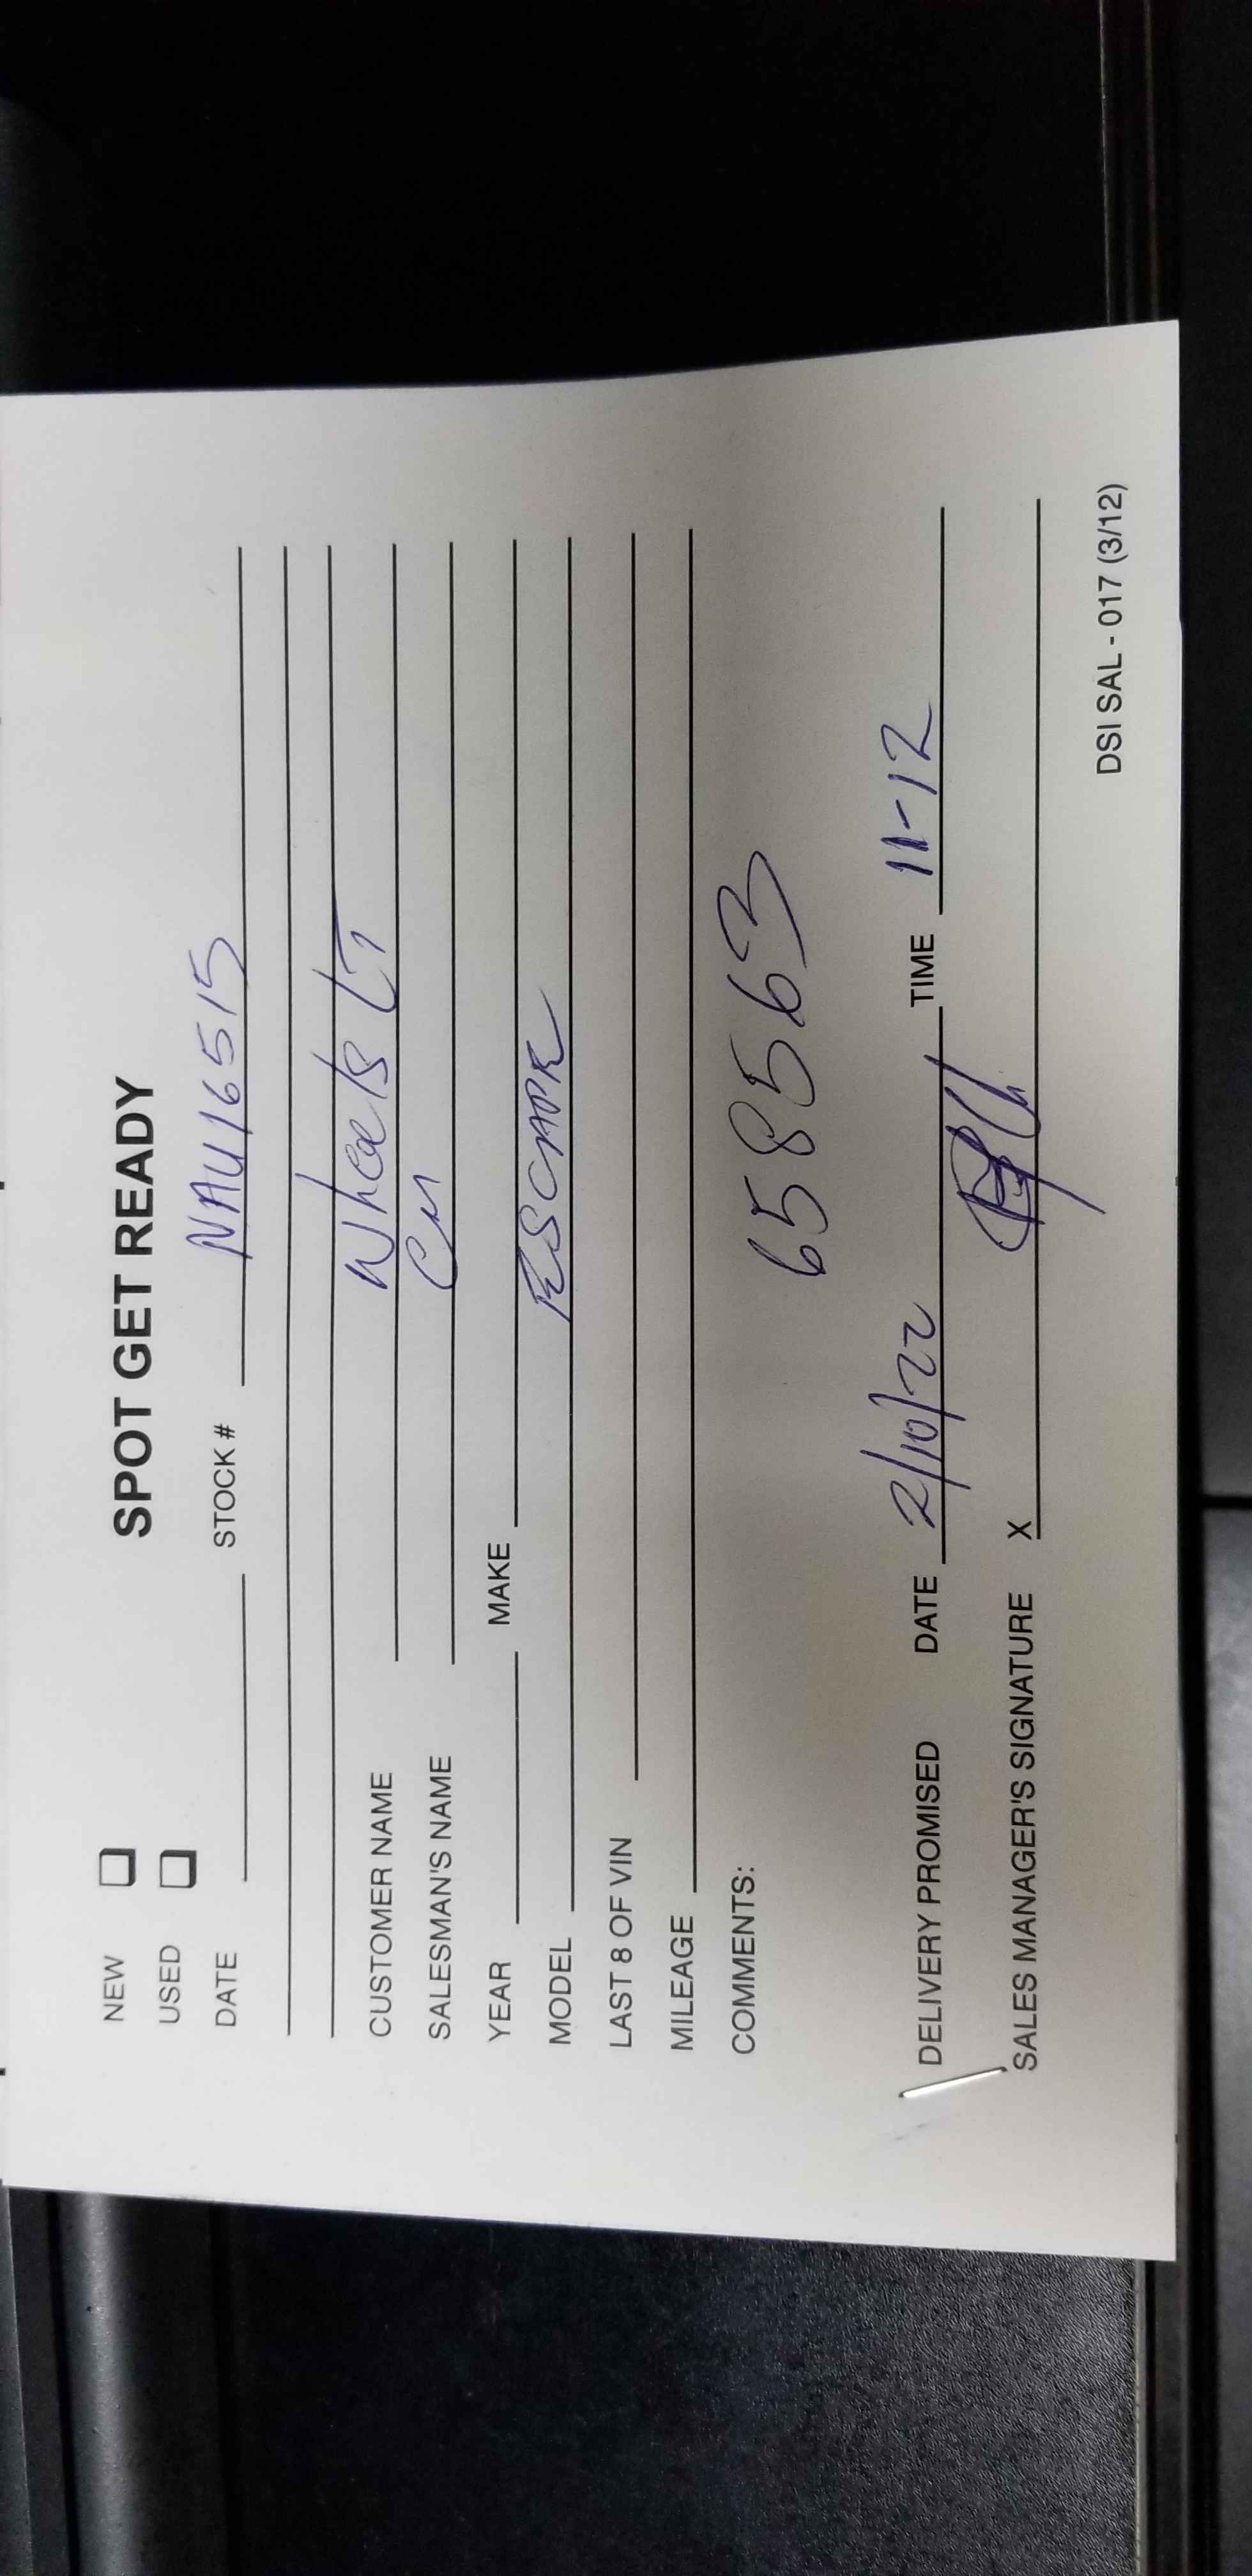 NEW
SPOT GET READY
USED
DATE STOCK # NAU16515
CUSTOMER NAME Wheels LT
SALESMAN'S NAME CM
YEAR MAKE
MODEL
LAST 8 OF VIN
MILEAGE
COMMENTS: 658563
DELIVERY PROMISED DATE 2/10/22 TIME 11-12
SALES MANAGER'S SIGNATURE X
DSI SAL - 017 (3/12)